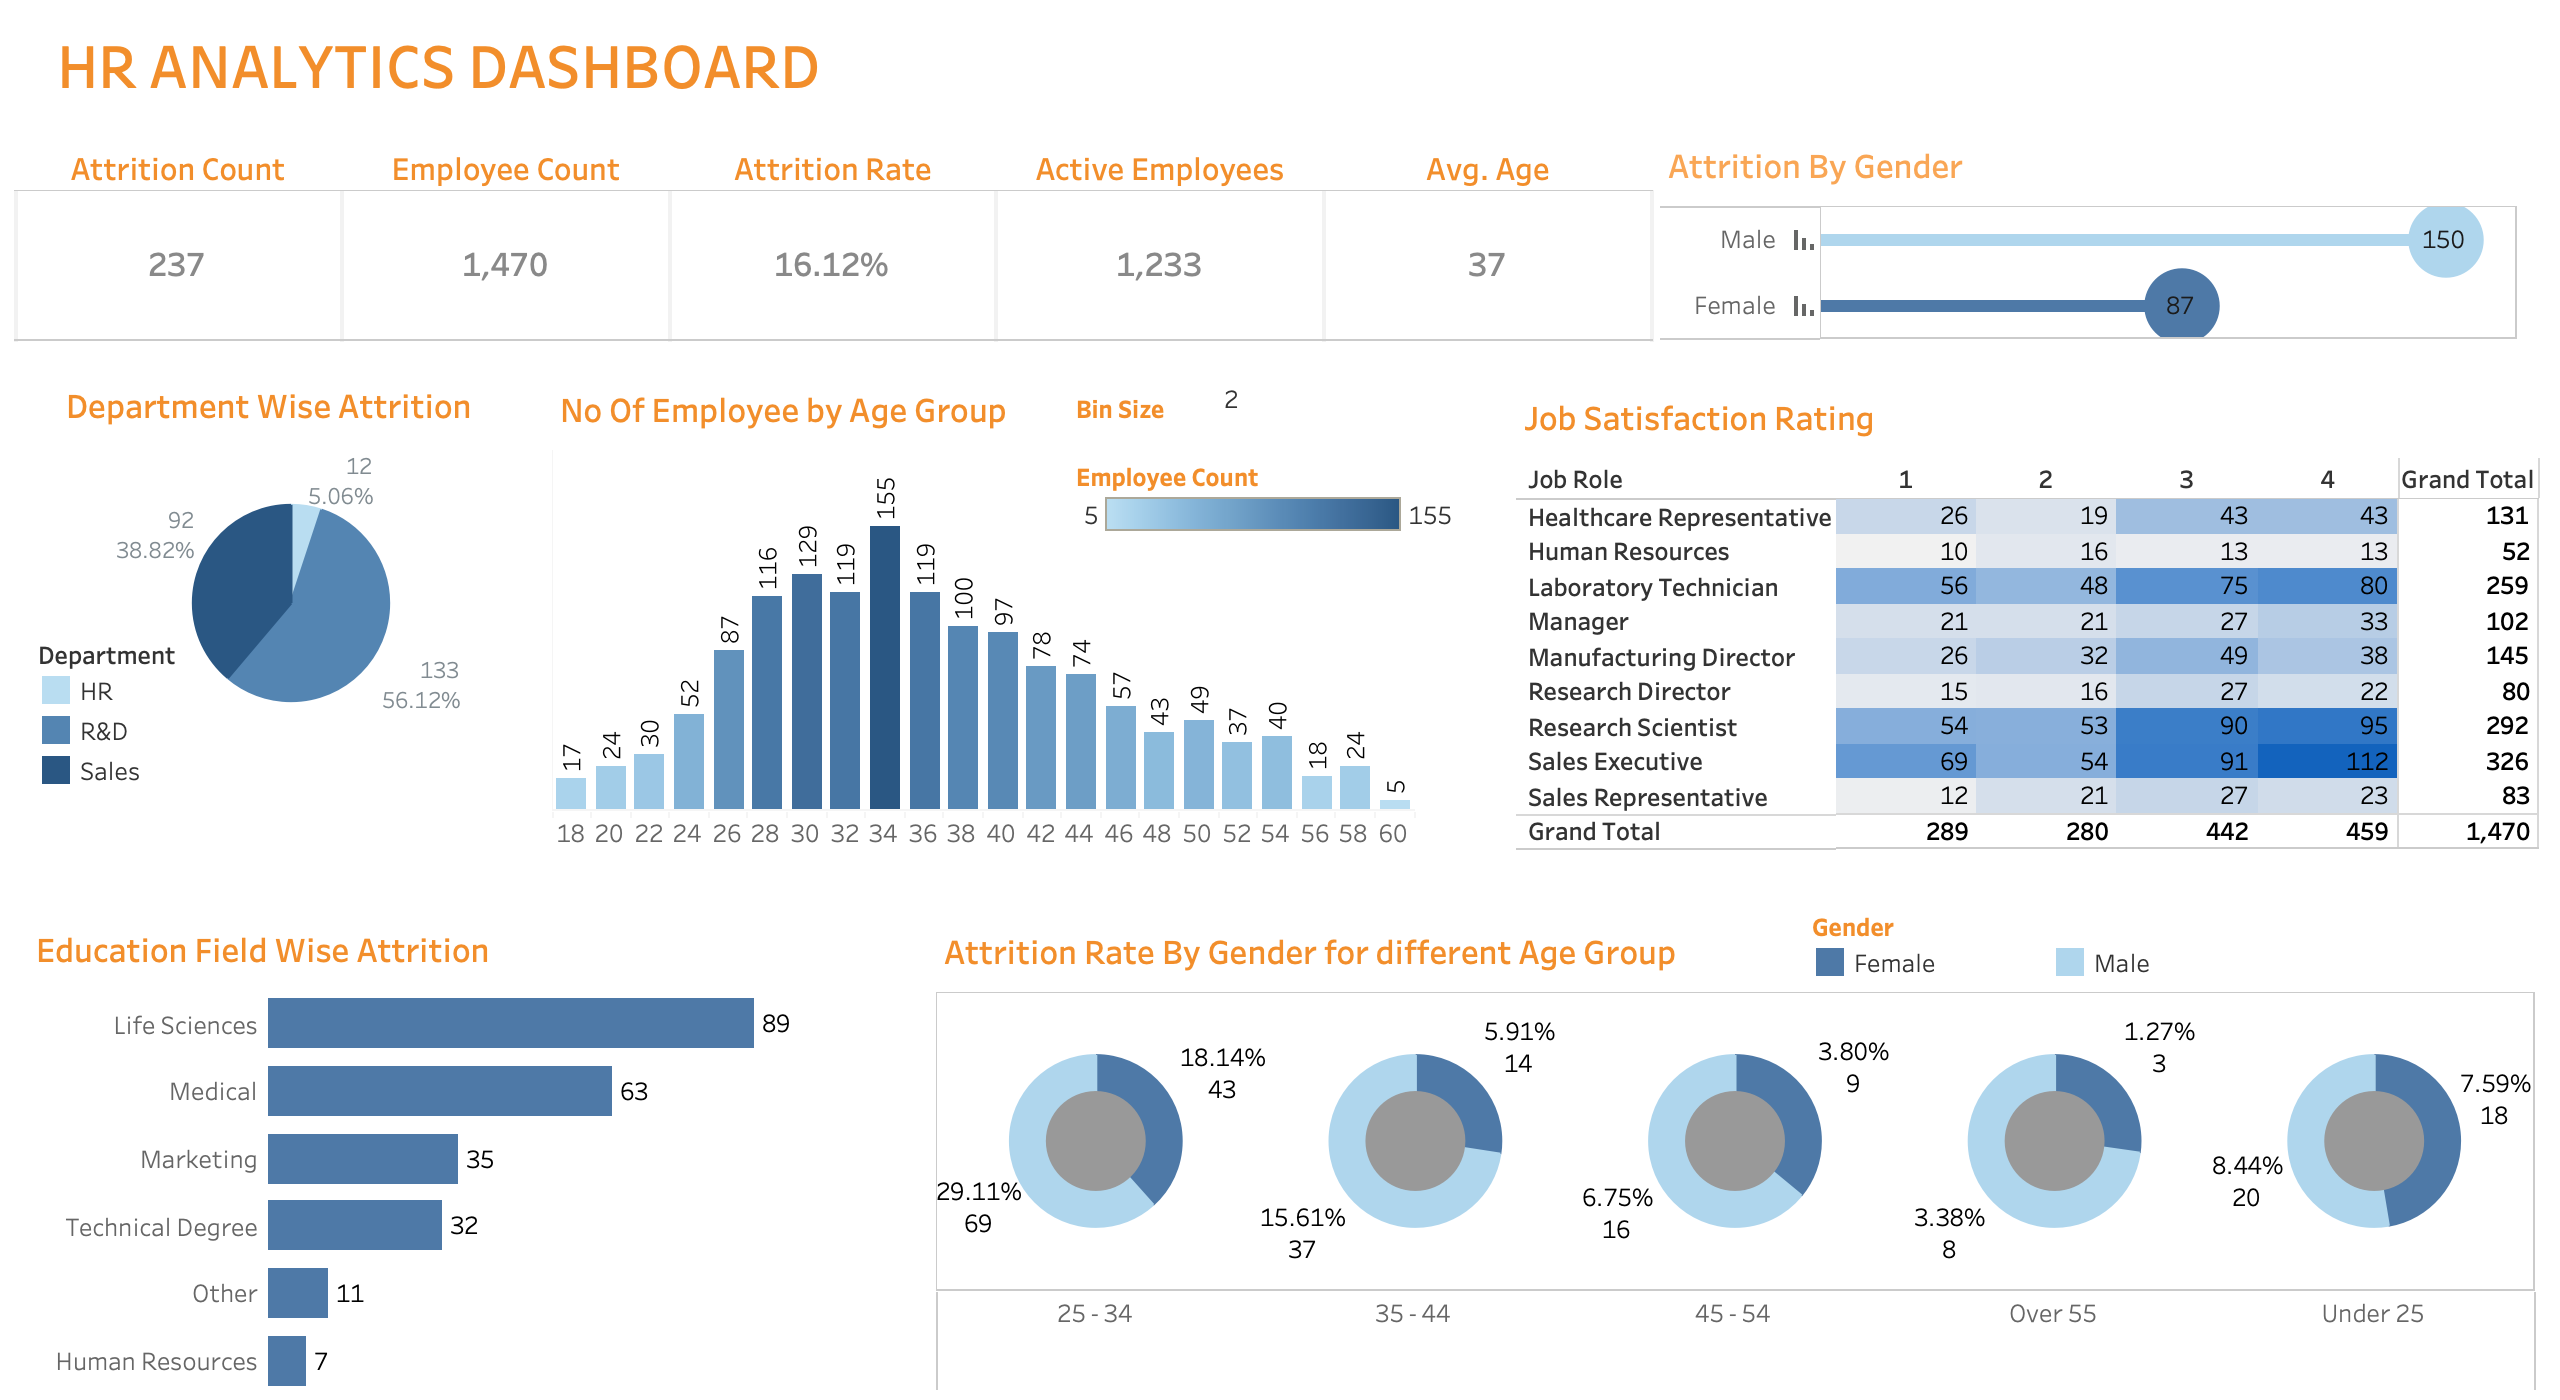 HR ANALYTICS DASHBOARD
Attrition Count Employee Count Attrition Rate Active Employees Avg. Age
237 1,470 16.12% 1,233 37
Attrition By Gender
Male 150
Female 87
Department Wise Attrition
12
5.06%
92
38.82%
133
56.12%
Department
HR
R&D
Sales
No Of Employee by Age Group
Bin Size 2
Employee Count
5 155
17 24 30 52 87 116 129 119 155 119 100 97 78 74 57 43 49 37 40 18 24 5
18 20 22 24 26 28 30 32 34 36 38 40 42 44 46 48 50 52 54 56 58 60
Job Satisfaction Rating
Job Role 1 2 3 4 Grand Total
Healthcare Representative 26 19 43 43 131
Human Resources 10 16 13 13 52
Laboratory Technician 56 48 75 80 259
Manager 21 21 27 33 102
Manufacturing Director 26 32 49 38 145
Research Director 15 16 27 22 80
Research Scientist 54 53 90 95 292
Sales Executive 69 54 91 112 326
Sales Representative 12 21 27 23 83
Grand Total 289 280 442 459 1,470
Education Field Wise Attrition
Life Sciences 89
Medical 63
Marketing 35
Technical Degree 32
Other 11
Human Resources 7
Attrition Rate By Gender for different Age Group
Gender
Female Male
18.14%
43
29.11%
69
5.91%
14
15.61%
37
3.80%
9
6.75%
16
1.27%
3
3.38%
8
7.59%
18
8.44%
20
25 - 34 35 - 44 45 - 54 Over 55 Under 25